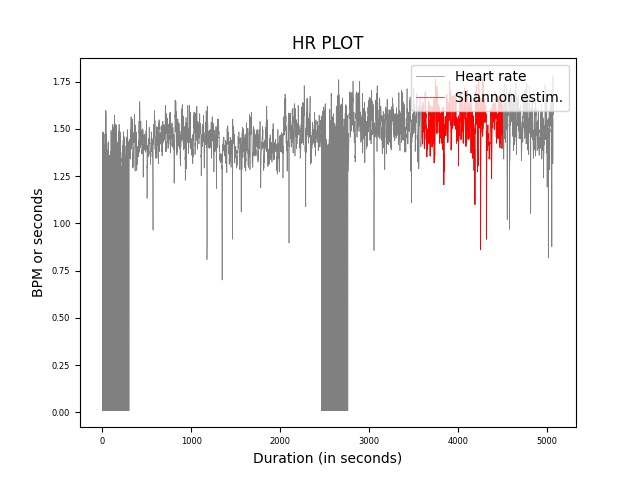 HR PLOT
Heart rate
Shannon estim.
1.75
1.50
1.25
1.00
0.75
0.50
0.25
0.00
BPM or seconds
0 1000 2000 3000 4000 5000
Duration (in seconds)